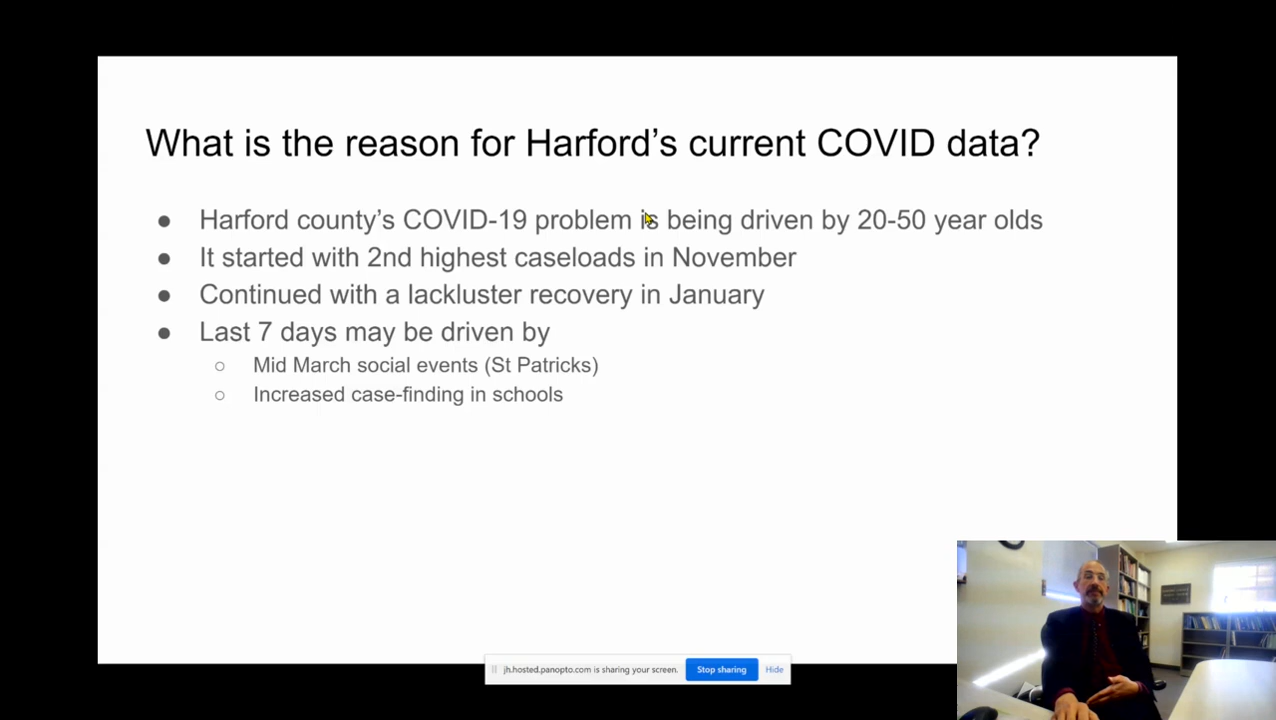 What is the reason for Harford's current COVID data?
● Harford county's COVID-19 problem is being driven by 20-50 year olds
● It started with 2nd highest caseloads in November
● Continued with a lackluster recovery in January
● Last 7 days may be driven by
○ Mid March social events (St Patricks)
○ Increased case-finding in schools
jh.hosted.panopto.com is sharing your screen. Stop sharing Hide